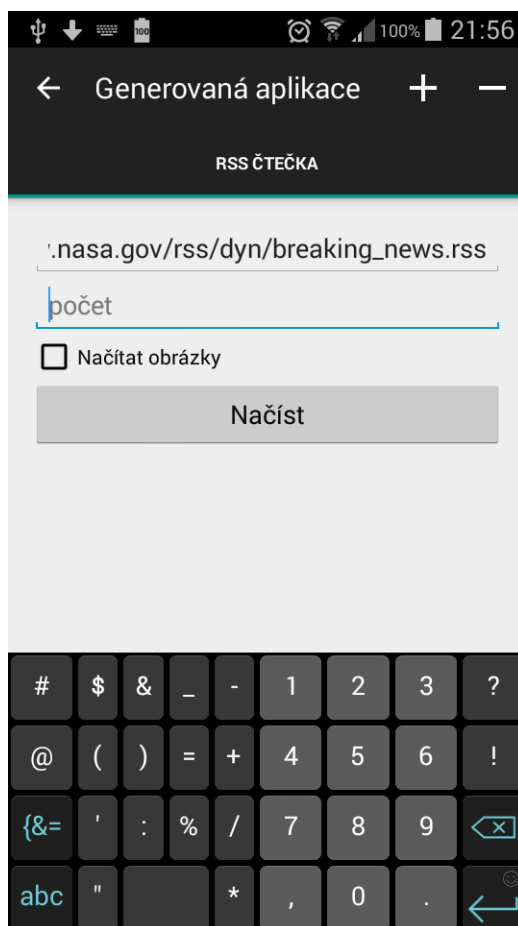 100 100% 21:56
Generovaná aplikace + −
RSS ČTEČKA
'.nasa.gov/rss/dyn/breaking_news.rss
počet
Načítat obrázky
Načíst
# $ & _ - 1 2 3 ?
@ ( ) = + 4 5 6 !
{&= ' : % / 7 8 9
abc " * , 0 .